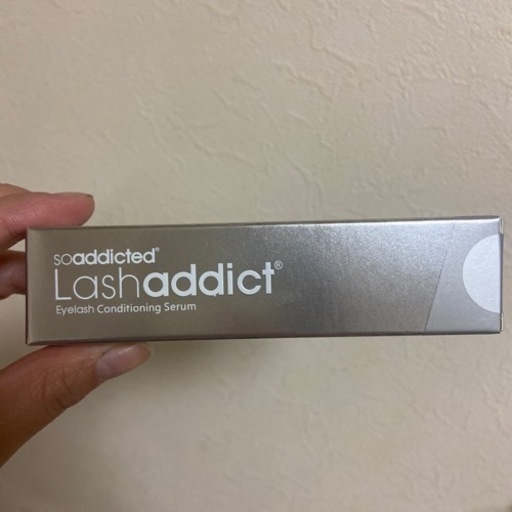 soaddicted®
Lashaddict®
Eyelash Conditioning Serum